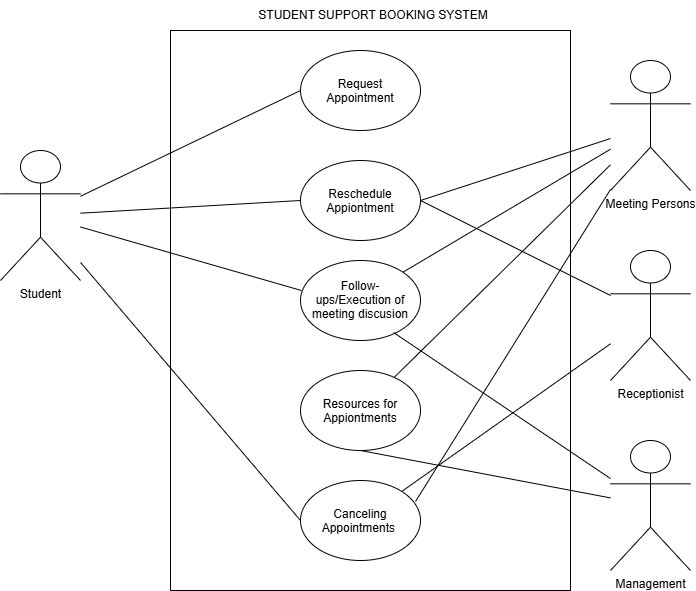 STUDENT SUPPORT BOOKING SYSTEM
Request
Appointment
Reschedule
Appiontment
Follow-
ups/Execution of
meeting discusion
Resources for
Appiontments
Canceling
Appointments
Student
Meeting Persons
Receptionist
Management